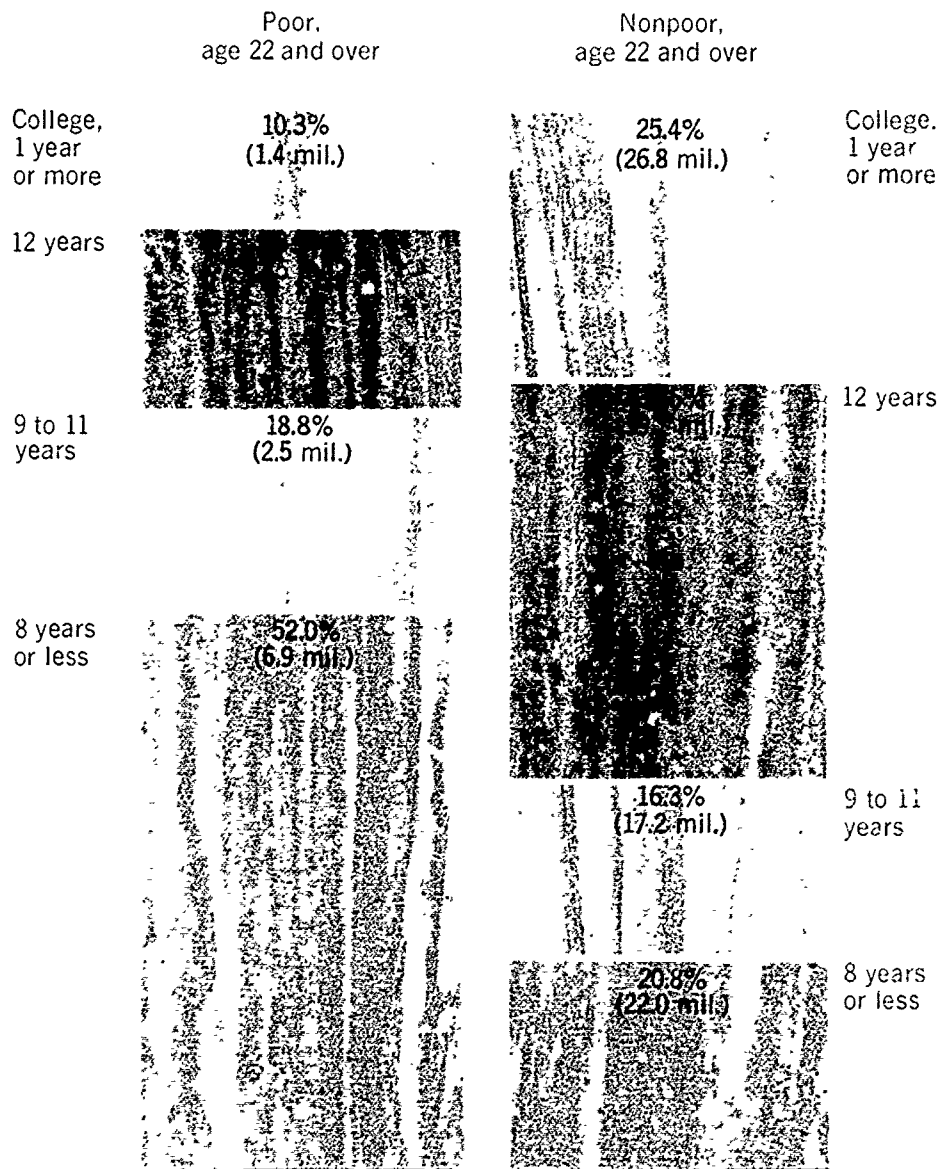 Poor,
age 22 and over
Nonpoor,
age 22 and over
College,
1 year
or more
10.3%
(1.4 mil.)
25.4%
(26.8 mil.)
College.
1 year
or more
12 years
12 years
mil.)
9 to 11
years
18.8%
(2.5 mil.)
8 years
or less
52.0%
(6.9 mil.)
16.3%
(17.2 mil.)
9 to 11
years
20.8%
(22.0 mil.)
8 years
or less